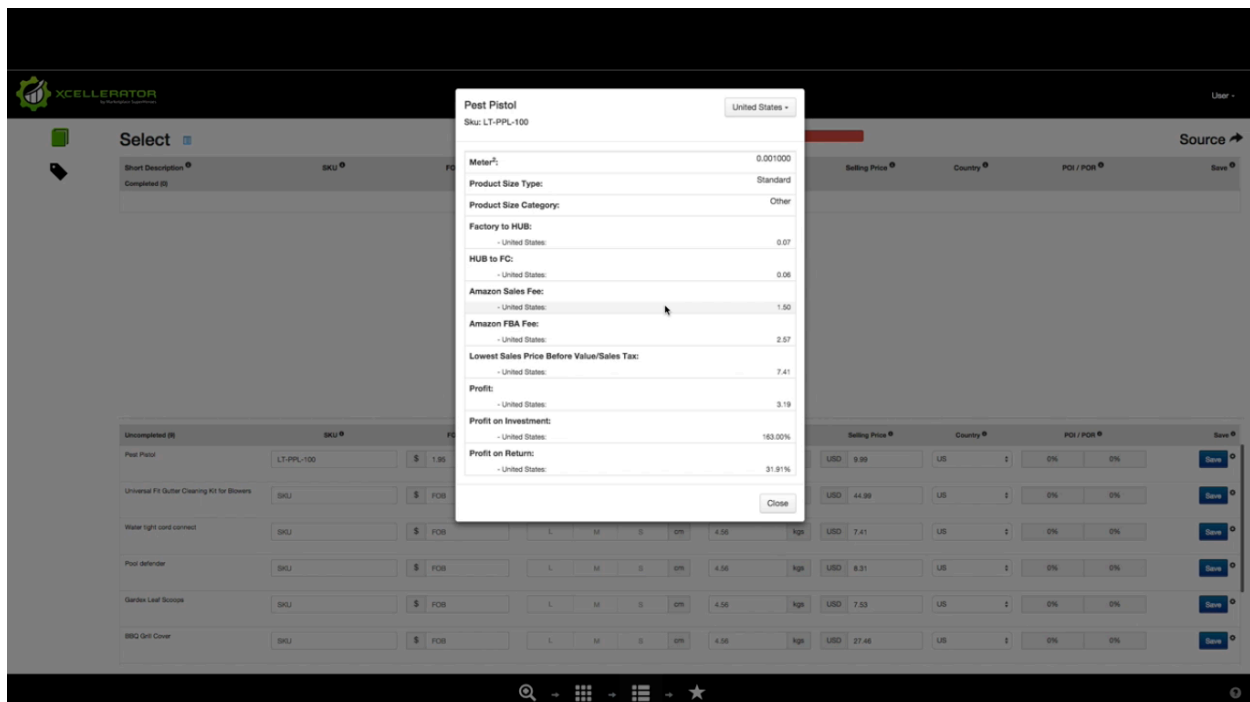 XCELLERATOR
User
Pest Pistol
United States
Sku: LT-PPL-100
Select
Source
Short Description
SKU
FO
Selling Price
Country
POI / POR
Save
Completed (0)
Meter²: 0.001000
Product Size Type: Standard
Product Size Category: Other
Factory to HUB:
- United States: 0.07
HUB to FC:
- United States: 0.06
Amazon Sales Fee:
- United States: 1.50
Amazon FBA Fee:
- United States: 2.57
Lowest Sales Price Before Value/Sales Tax:
- United States: 7.41
Profit:
- United States: 3.19
Profit on Investment:
- United States: 163.00%
Profit on Return:
- United States: 31.91%
Close
Uncompleted (9) SKU FO Selling Price Country POI / POR Save
Pest Pistol LT-PPL-100 $ 1.95 USD 9.99 US 0% 0% Save
Universal Fit Gutter Clearing Kit for Blowers SKU $ FOB USD 44.99 US 0% 0% Save
Water tight cord connect SKU $ FOB L M S cm 4.56 kgs USD 7.41 US 0% 0% Save
Pool defender SKU $ FOB L M S cm 4.56 kgs USD 8.31 US 0% 0% Save
Gardex Leaf Scoops SKU $ FOB L M S cm 4.56 kgs USD 7.53 US 0% 0% Save
BBQ Grill Cover SKU $ FOB L M S cm 4.56 kgs USD 27.46 US 0% 0% Save